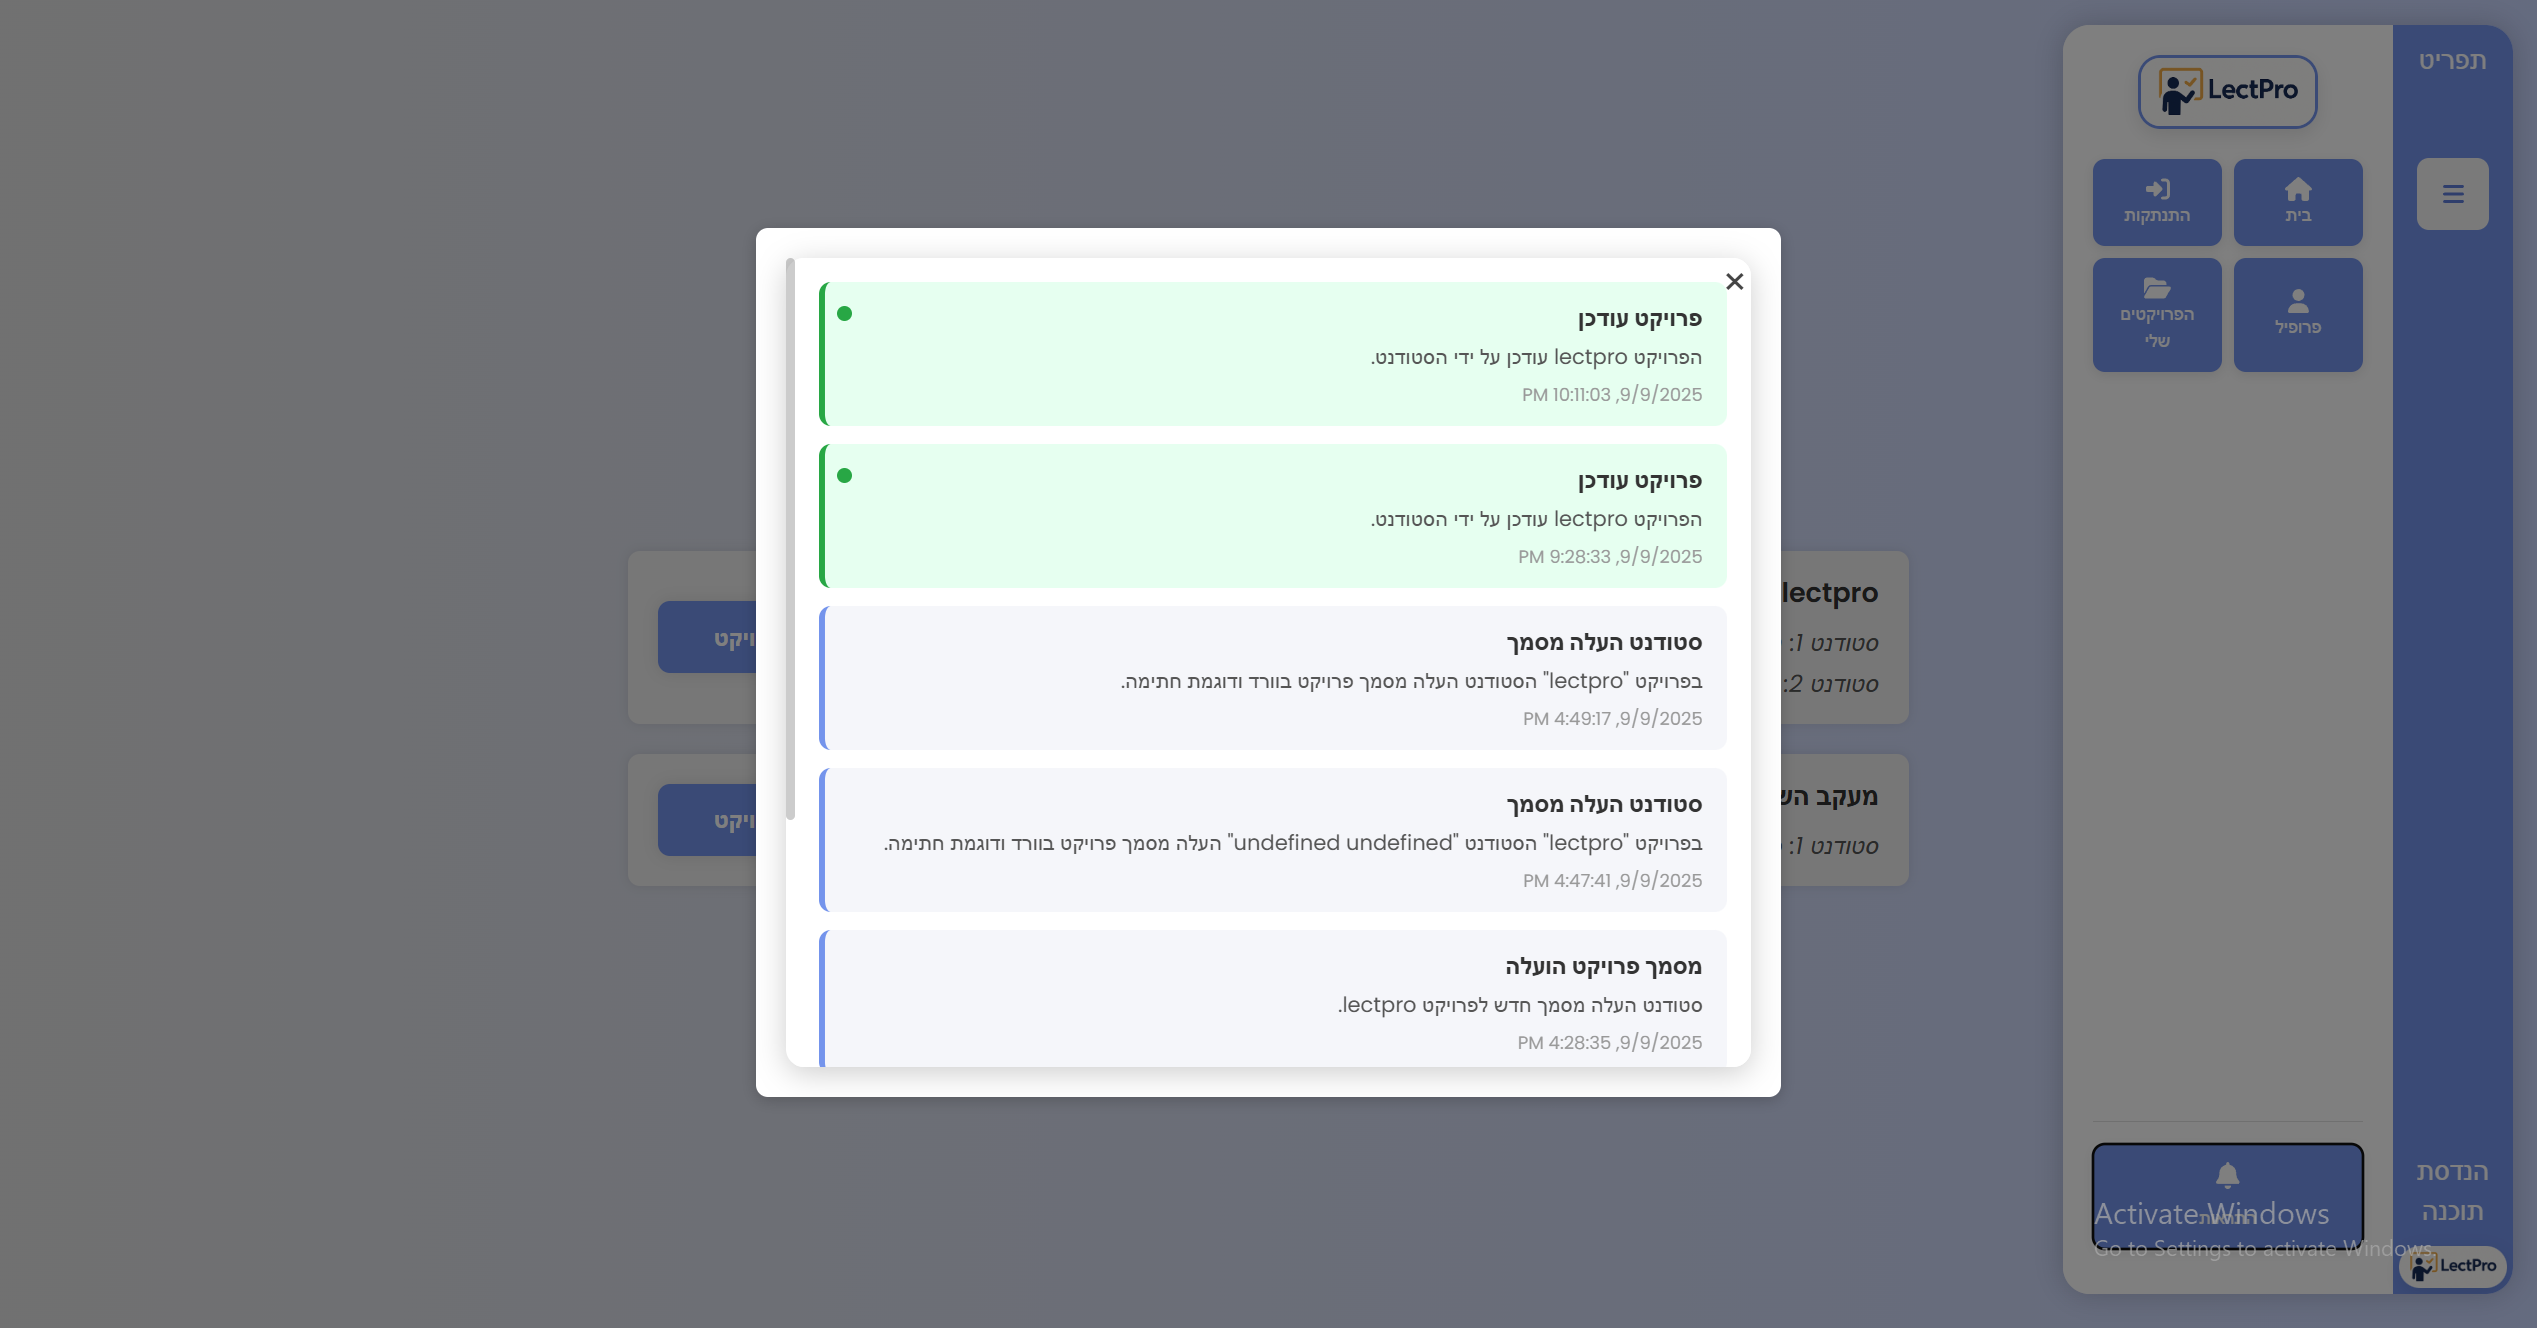 תפריט
LectPro
בית
התנתקות
פרופיל
הפרויקטים
שלי
פרויקט עודכן
הפרויקט lectpro עודכן על ידי הסטודנט.
9/9/2025, 10:11:03 PM
פרויקט עודכן
הפרויקט lectpro עודכן על ידי הסטודנט.
9/9/2025, 9:28:33 PM
סטודנט העלה מסמך
בפרויקט "lectpro" הסטודנט העלה מסמך פרויקט בוורד ודוגמת חתימה.
9/9/2025, 4:49:17 PM
סטודנט העלה מסמך
בפרויקט "lectpro" הסטודנט "undefined undefined" העלה מסמך פרויקט בוורד ודוגמת חתימה.
9/9/2025, 4:47:41 PM
מסמך פרויקט הועלה
סטודנט העלה מסמך חדש לפרויקט lectpro.
9/9/2025, 4:28:35 PM
lectpro
סטודנט 1:
סטודנט 2:
מעקב
סטודנט 1:
התראות
Activate Windows
Go to Settings to activate Windows.
הנדסת
תוכנה
LectPro